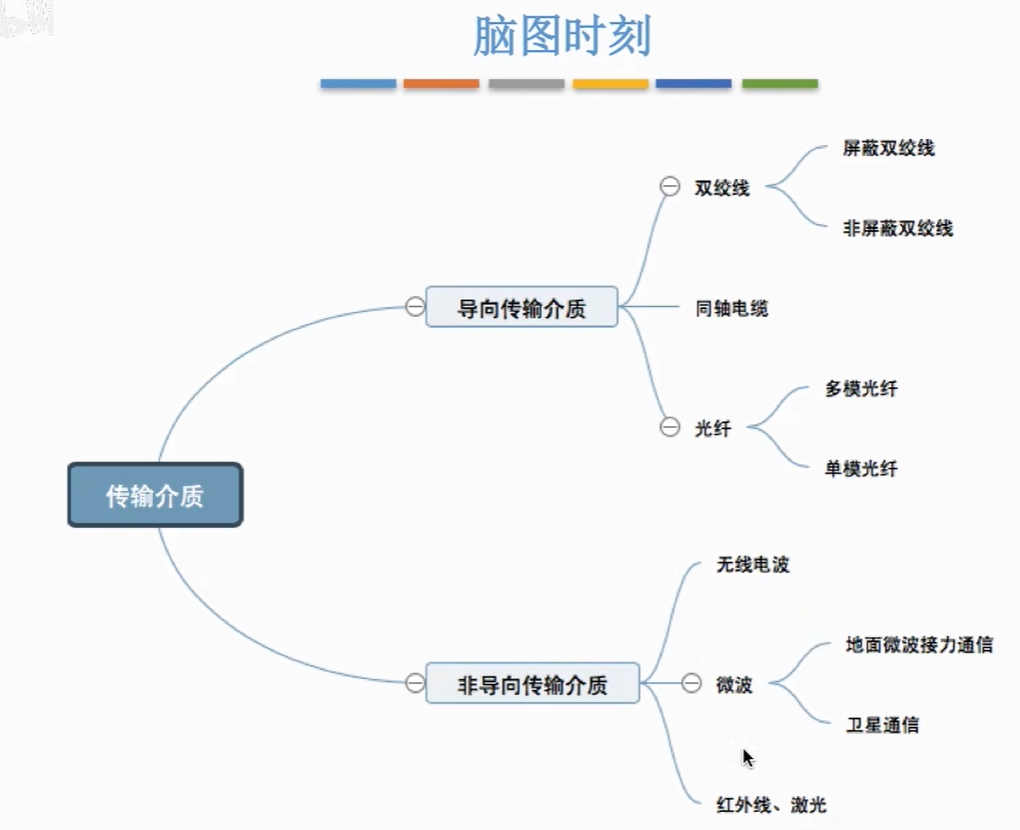 脑图时刻
屏蔽双绞线
双绞线
非屏蔽双绞线
导向传输介质
同轴电缆
多模光纤
光纤
单模光纤
传输介质
无线电波
地面微波接力通信
非导向传输介质
微波
卫星通信
红外线、激光